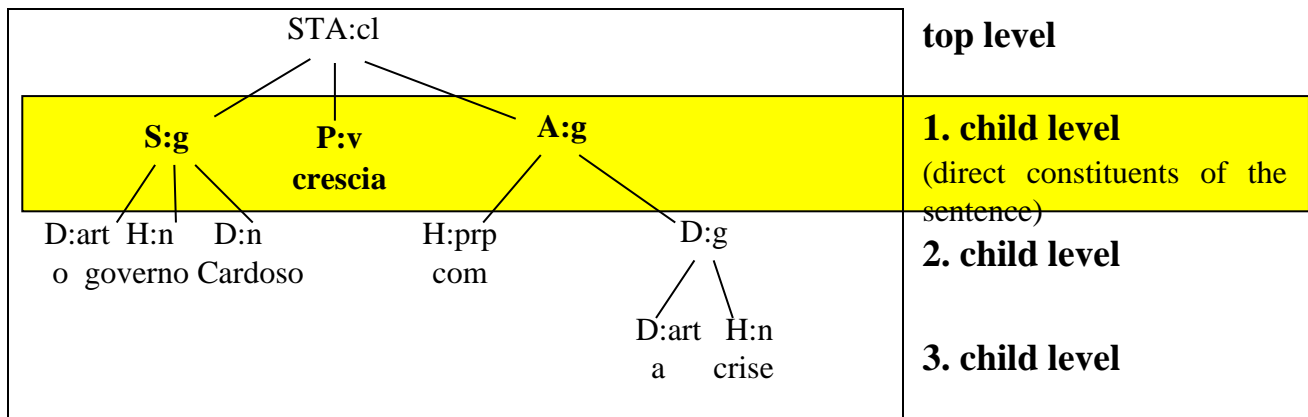 STA:cl
top level
S:g P:v A:g
crescia
1. child level
(direct constituents of the
sentence)
D:art H:n D:n H:prp D:g
o governo Cardoso com
2. child level
D:art H:n
a crise
3. child level